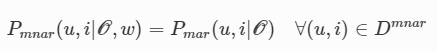 P_{mnar}(u, i|𝒪, w) = P_{mar}(u, i|𝒪) ∀(u, i) ∈ D^{mnar}